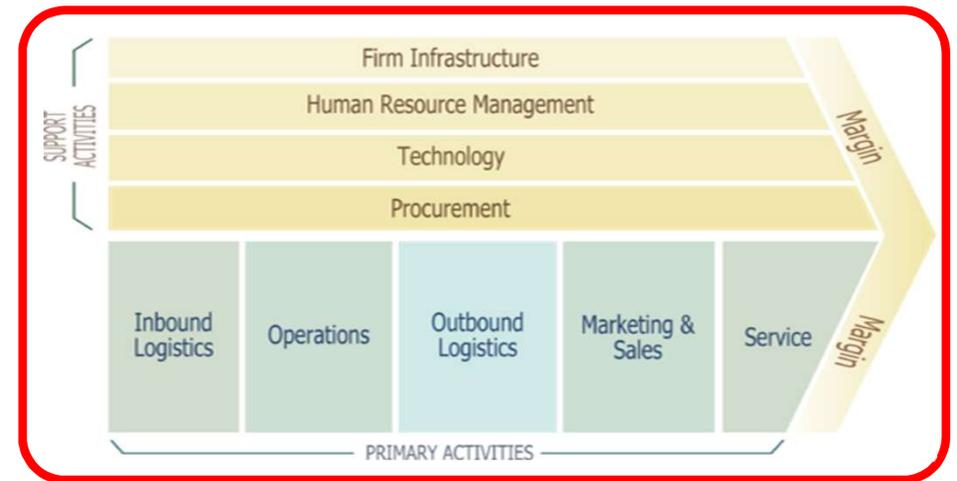 Firm Infrastructure
Human Resource Management
Technology
Procurement
SUPPORT
ACTIVITIES
Margin
Inbound
Logistics
Operations
Outbound
Logistics
Marketing &
Sales
Service
Margin
PRIMARY ACTIVITIES